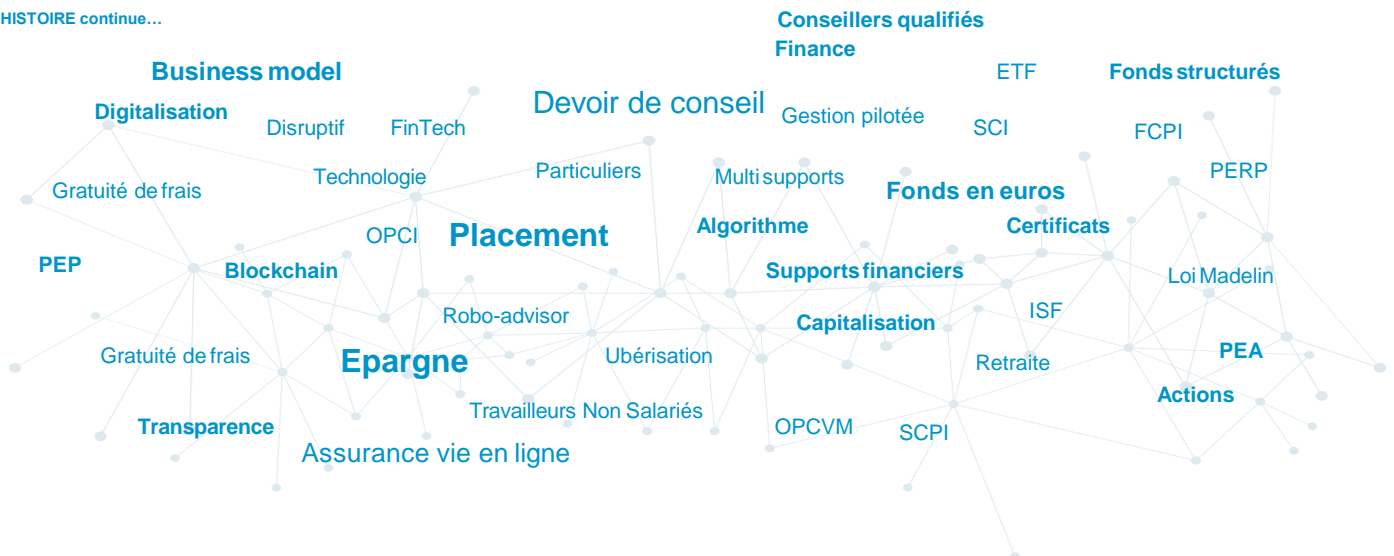 HISTOIRE continue…
Conseillers qualifiés
Finance
Business model
ETF
Fonds structurés
Digitalisation
Devoir de conseil
Gestion pilotée
Disruptif
FinTech
SCI
FCPI
Technologie
Particuliers
Multi supports
PERP
Gratuité de frais
Fonds en euros
OPCI
Placement
Algorithme
Certificats
PEP
Blockchain
Supports financiers
Loi Madelin
Robo-advisor
Capitalisation
ISF
Gratuité de frais
Epargne
Ubérisation
Retraite
PEA
Actions
Transparence
Travailleurs Non Salariés
OPCVM
SCPI
Assurance vie en ligne